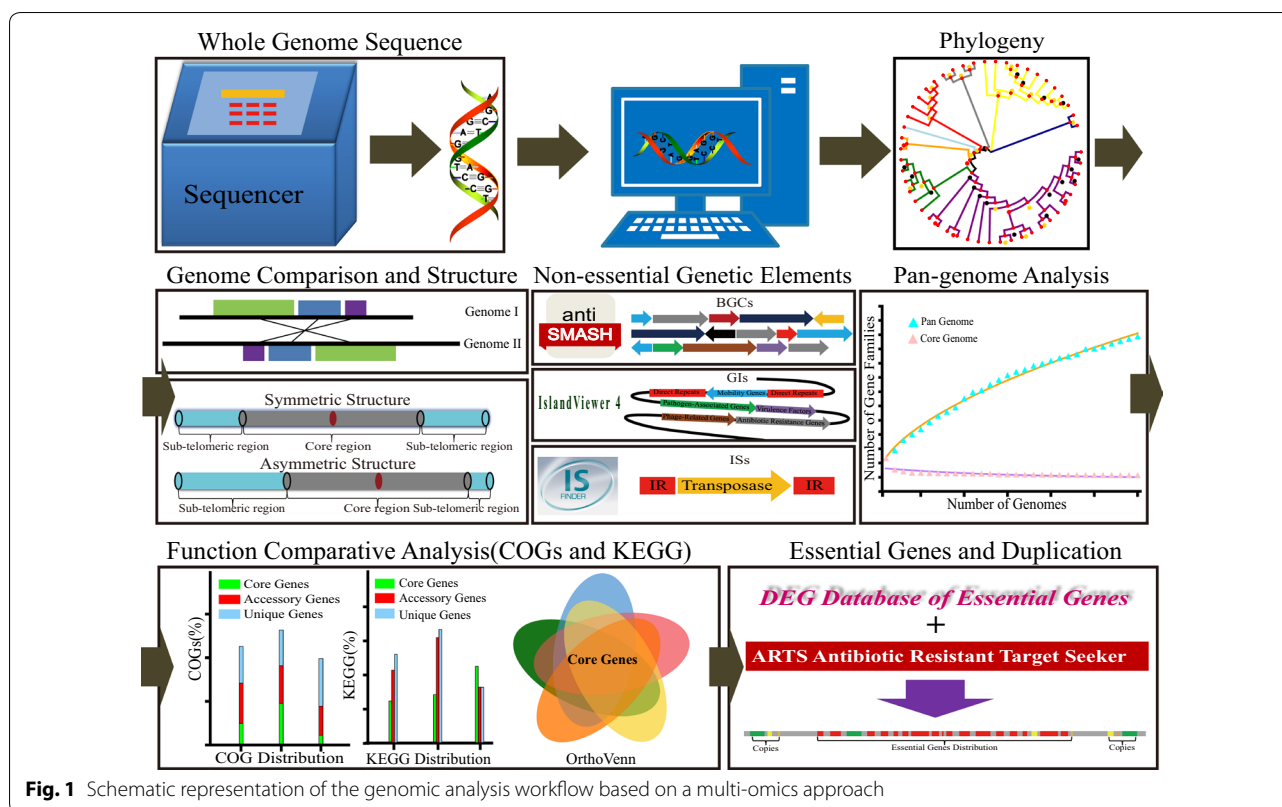 Whole Genome Sequence
Phylogeny
Sequencer
Genome Comparison and Structure
Non-essential Genetic Elements
Pan-genome Analysis
Genome I
Genome II
Symmetric Structure
Sub-telomeric region
Core region
Sub-telomeric region
Asymmetric Structure
Sub-telomeric region
Core region
Sub-telomeric region
anti
SMASH
BGCs
IslandViewer 4
GIs
Direct Repeats
Mobility Genes
Direct Repeats
Pathogen-Associated Genes
Virulence Factors
Phage-Related Genes
Antibiotic Resistance Genes
IS
FINDER
ISs
IR
Transposase
IR
Number of Gene Families
Pan Genome
Core Genome
Number of Genomes
Function Comparative Analysis(COGs and KEGG)
Essential Genes and Duplication
COGs(%)
Core Genes
Accessory Genes
Unique Genes
COG Distribution
KEGG(%)
Core Genes
Accessory Genes
Unique Genes
KEGG Distribution
Core Genes
OrthoVenn
DEG Database of Essential Genes
+
ARTS Antibiotic Resistant Target Seeker
Copies
Essential Genes Distribution
Copies
Fig. 1 Schematic representation of the genomic analysis workflow based on a multi-omics approach